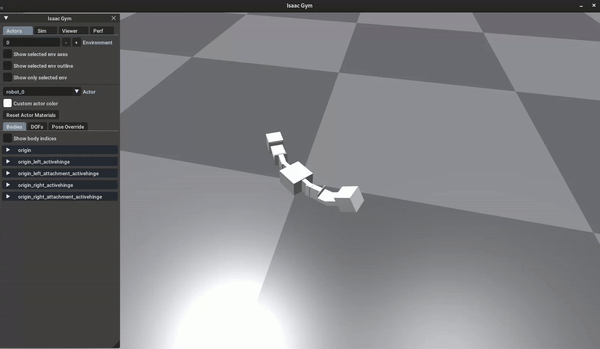 Isaac Gym
Isaac Gym
Actors Sim Viewer Perf
0 - + Environment
Show selected env axes
Show selected env outline
Show only selected env
robot_0 Actor
Custom actor color
Reset Actor Materials
Bodies DOFs Pose Override
Show body indices
origin
origin_left_activehinge
origin_left_attachment_activehinge
origin_right_activehinge
origin_right_attachment_activehinge